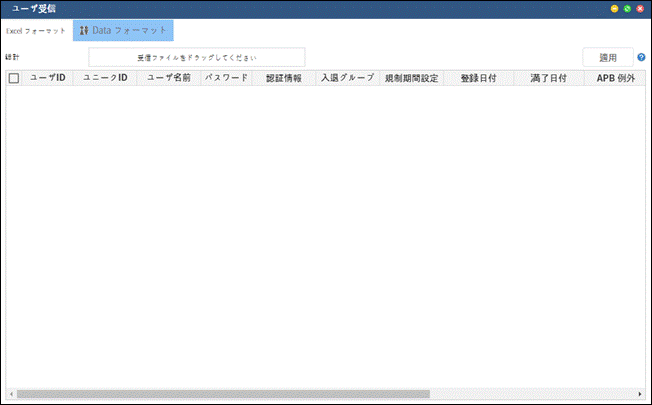 ユーザ受信
Excel フォーマット Data フォーマット
総計 受信ファイルをドラッグしてください 適用
ユーザID ユニークID ユーザ名前 パスワード 認証情報 入退グループ 規制期間設定 登録日付 満了日付 APB 例外